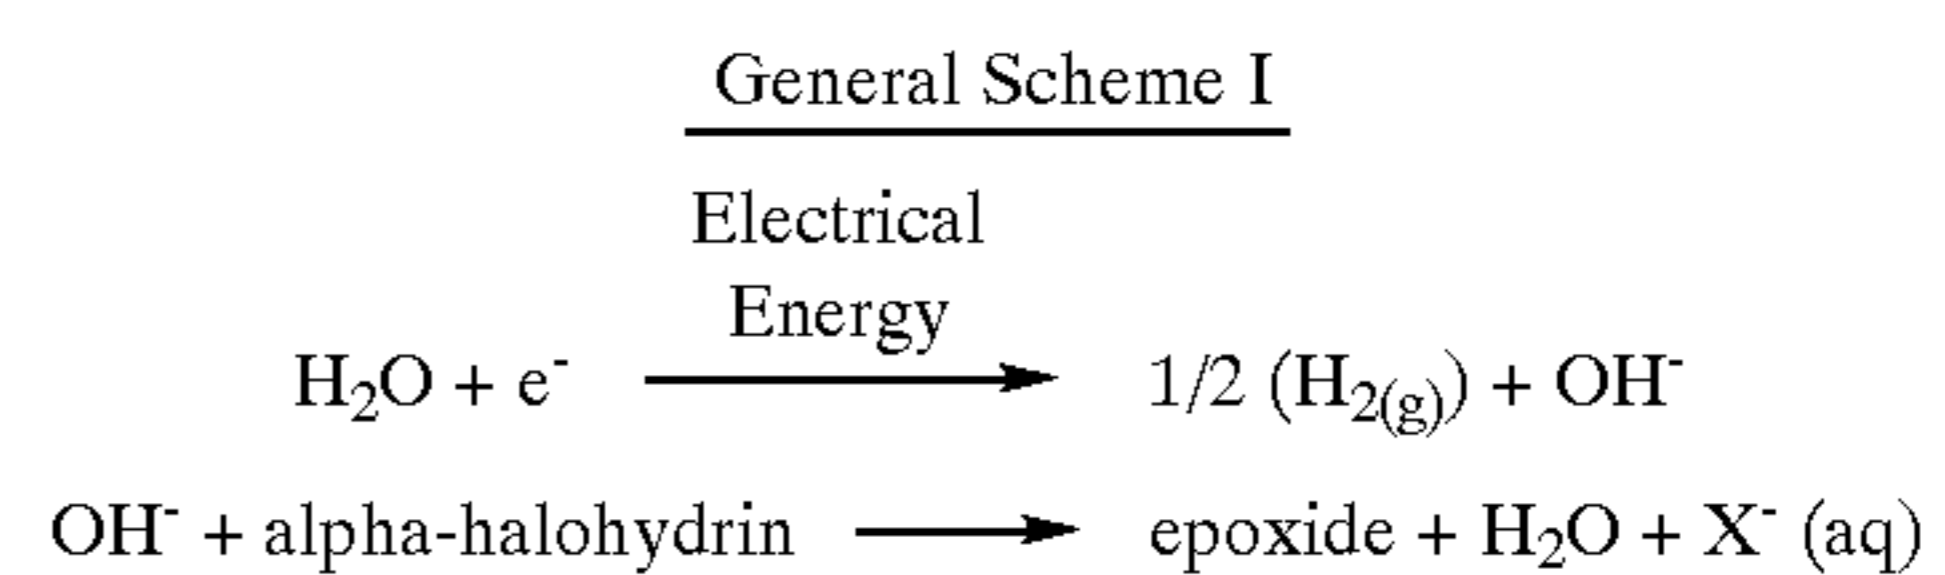 General Scheme I
Electrical
Energy
H₂O + e⁻ ⟶ 1/2 (H₂₍g₎) + OH⁻
OH⁻ + alpha-halohydrin ⟶ epoxide + H₂O + X⁻ (aq)